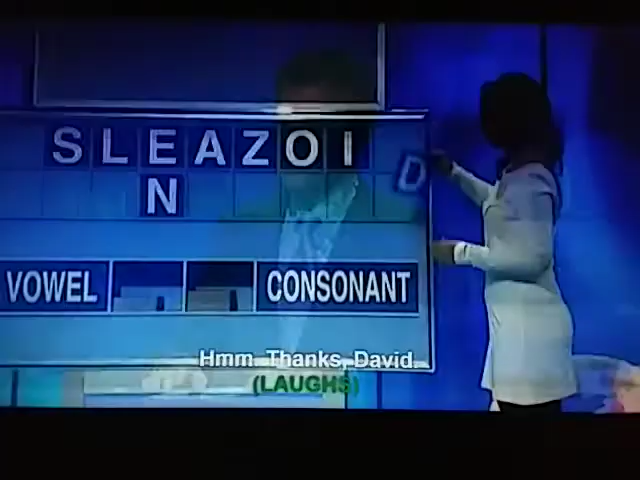 SLEAZOI D
N
VOWEL CONSONANT
Hmm. Thanks, David.
(LAUGHS)